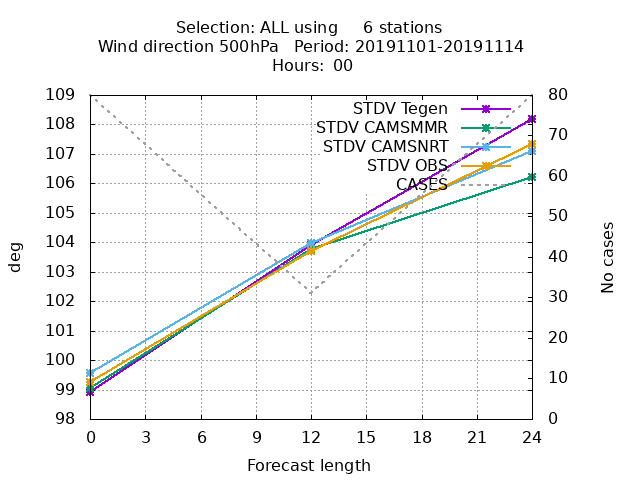 Selection: ALL using     6 stations
Wind direction 500hPa   Period: 20191101-20191114
Hours:  00
109
108
107
106
105
104
103
102
101
100
99
98
deg
STDV Tegen
STDV CAMSMMR
STDV CAMSNRT
STDV OBS
CASES
80
70
60
50
40
30
20
10
0
No cases
0 3 6 9 12 15 18 21 24
Forecast length